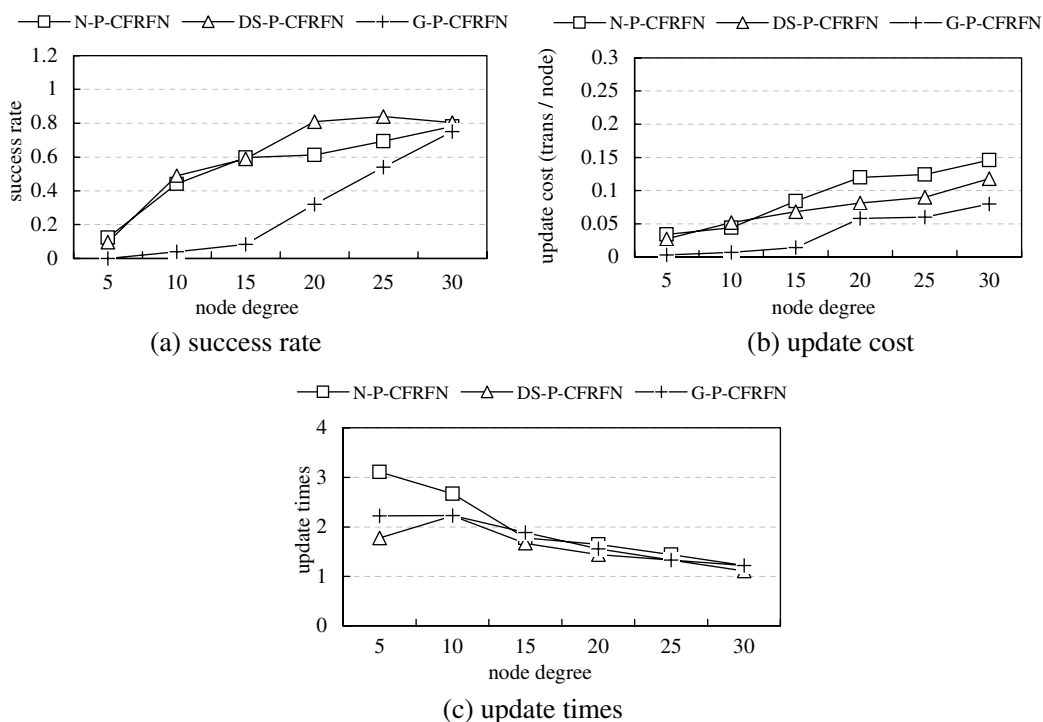 N-P-CFRFN DS-P-CFRFN G-P-CFRFN
1.2
1
0.8
0.6
0.4
0.2
0
success rate
5 10 15 20 25 30
node degree
(a) success rate
N-P-CFRFN DS-P-CFRFN G-P-CFRFN
0.3
0.25
0.2
0.15
0.1
0.05
0
update cost (trans / node)
5 10 15 20 25 30
node degree
(b) update cost
N-P-CFRFN DS-P-CFRFN G-P-CFRFN
4
3
2
1
0
update times
5 10 15 20 25 30
node degree
(c) update times